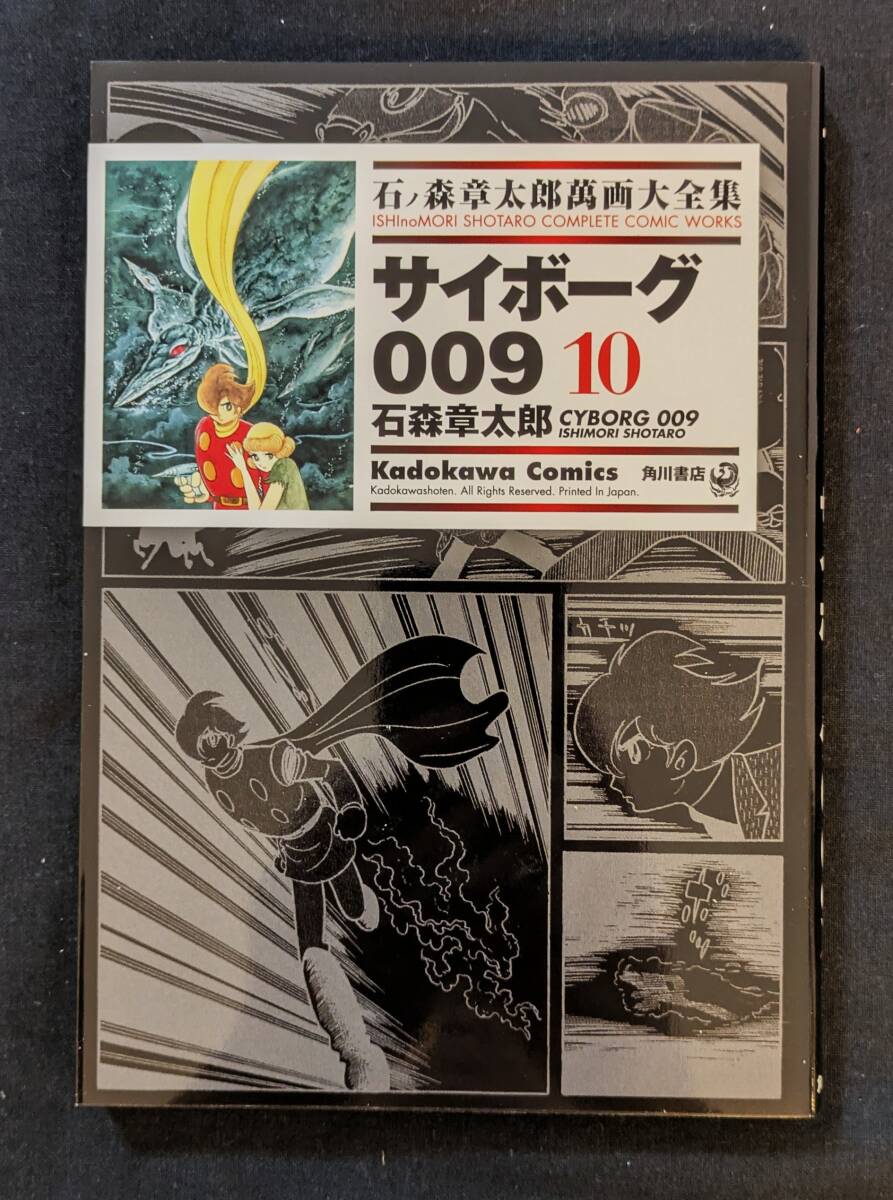 石ノ森章太郎萬画大全集
ISHInoMORI SHOTARO COMPLETE COMIC WORKS
サイボーグ
009 10
石森章太郎 CYBORG 009
ISHIMORI SHOTARO
Kadokawa Comics 角川書店
Kadokawashoten. All Rights Reserved. Printed In Japan.
カチッ